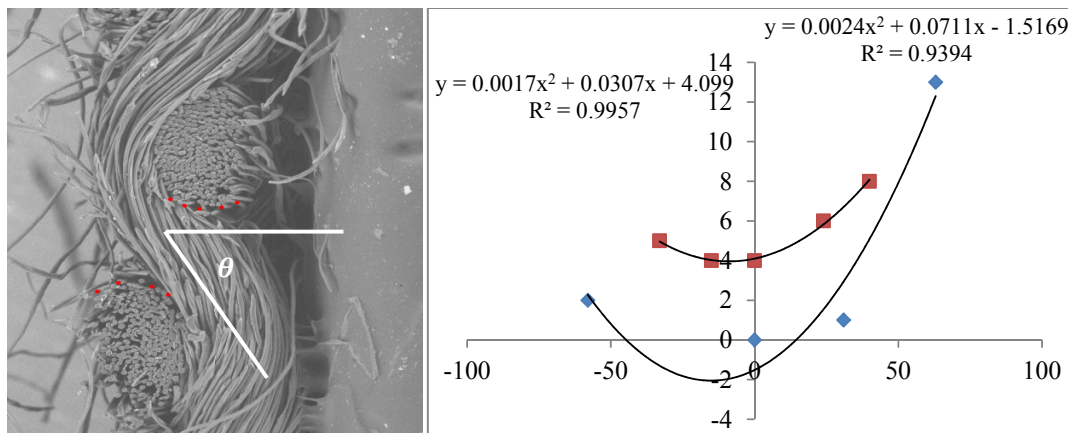 θ
y = 0.0024x² + 0.0711x - 1.5169
R² = 0.9394
y = 0.0017x² + 0.0307x + 4.099
R² = 0.9957
14
12
10
8
6
4
2
0
-2
-4
-100 -50 0 50 100